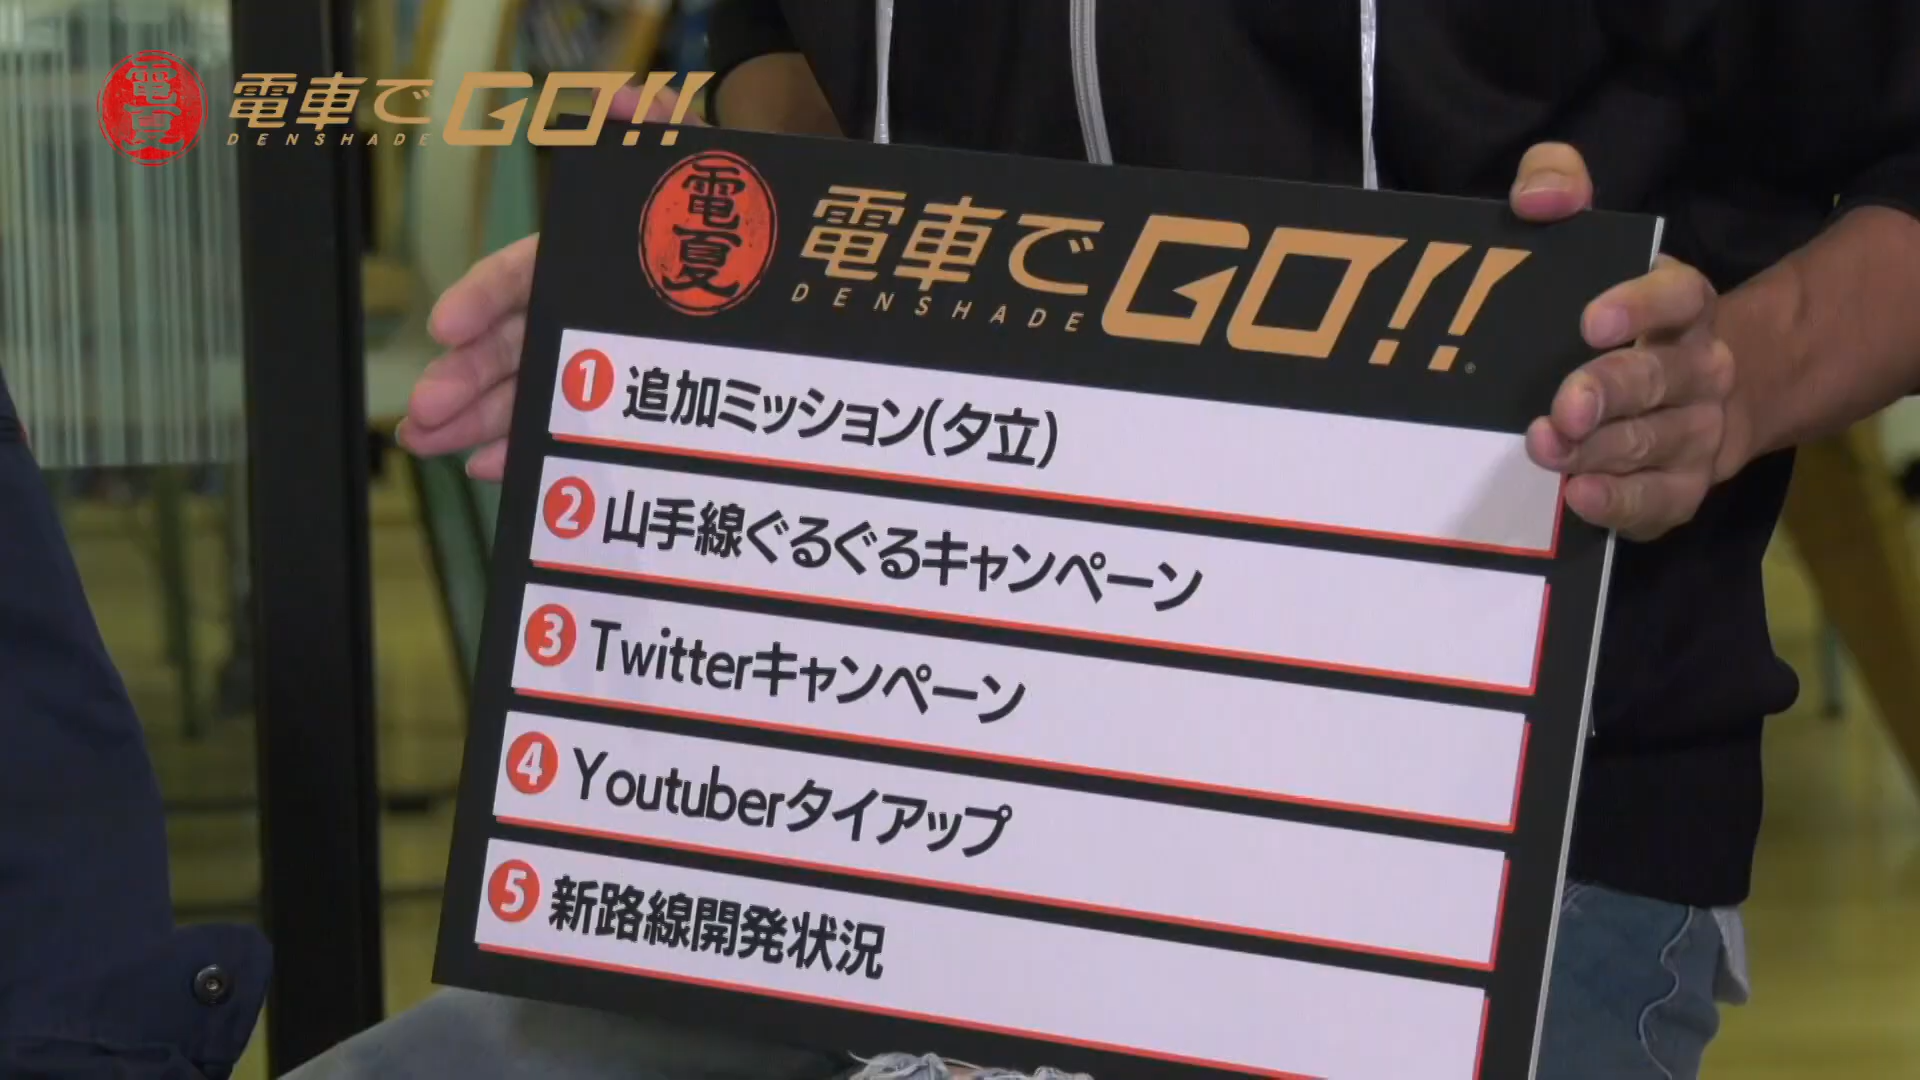 電夏
電車でGO!!
DENSHADE
電夏
電車でGO!!
DENSHADE
1 追加ミッション(夕立)
2 山手線ぐるぐるキャンペーン
3 Twitterキャンペーン
4 Youtuberタイアップ
5 新路線開発状況